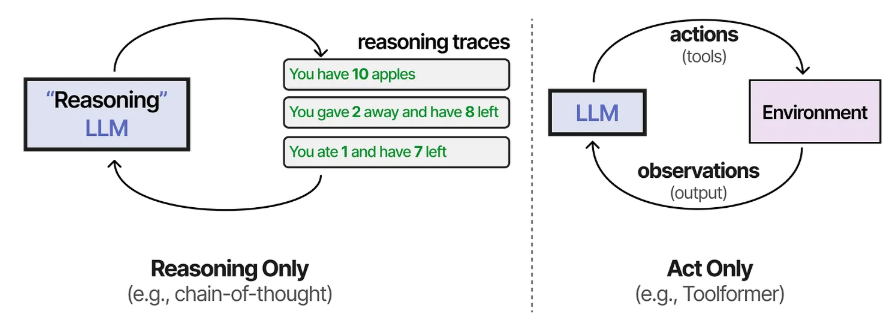 reasoning traces
You have 10 apples
"Reasoning"
LLM
You gave 2 away and have 8 left
You ate 1 and have 7 left
Reasoning Only
(e.g., chain-of-thought)
actions
(tools)
LLM
Environment
observations
(output)
Act Only
(e.g., Toolformer)